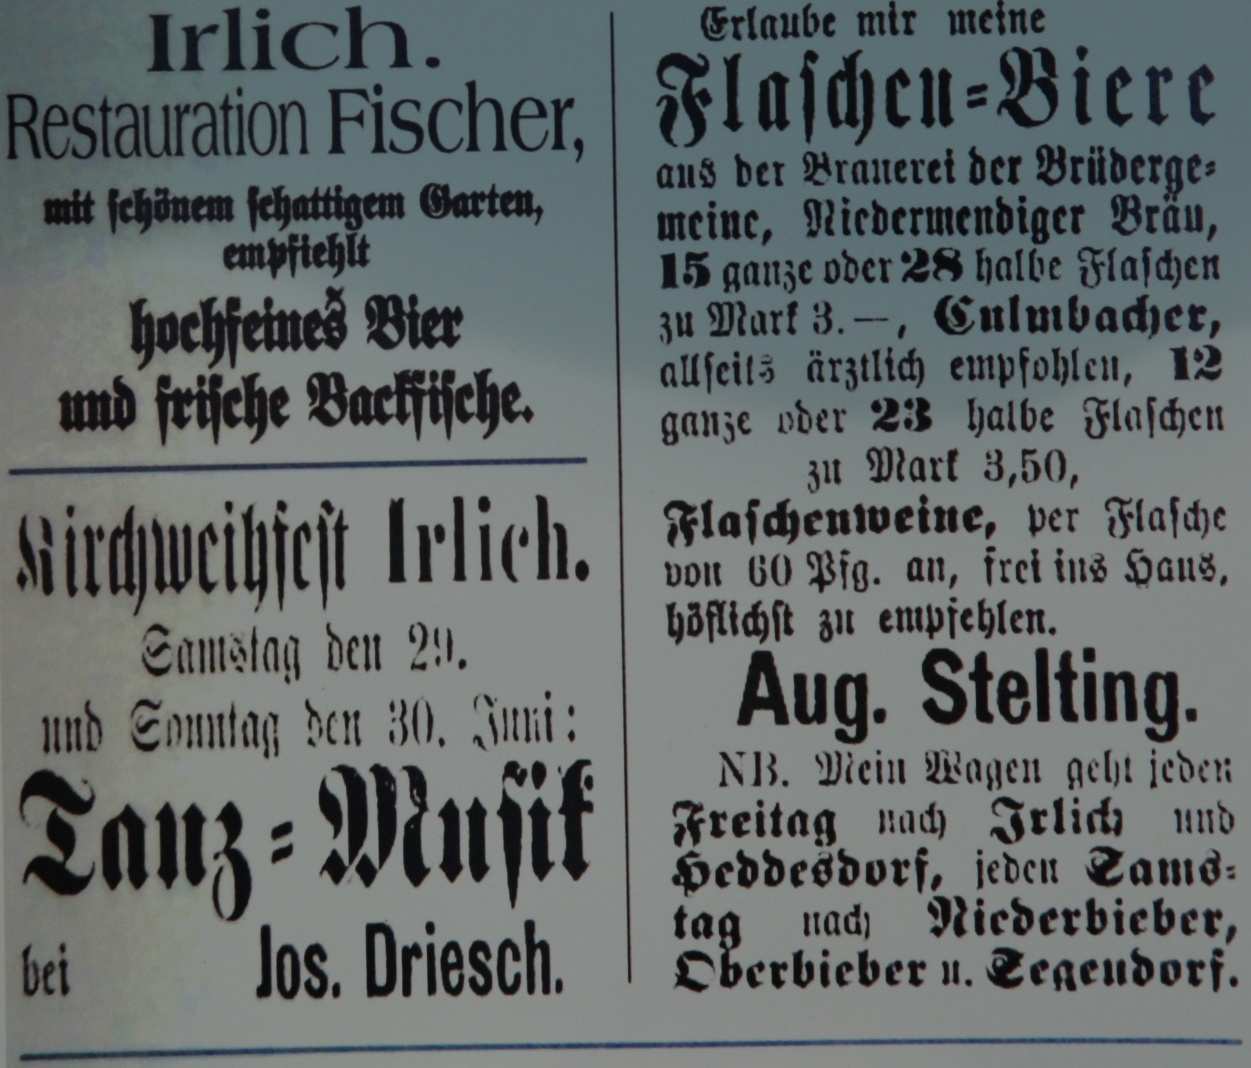 Irlich.
Restauration Fischer,
mit schönem schattigem Garten,
empfiehlt
hochfeines Bier
und frische Backfische.
Kirchweihfest Irlich.
Samstag den 29.
und Sonntag den 30. Juni:
Tanz=Musik
bei Jos. Driesch.
Erlaube mir meine
Flaschen=Biere
aus der Brauerei der Brüderge=
meine, Niedermendiger Bräu,
15 ganze oder 28 halbe Flaschen
zu Mark 3.—, Culmbacher,
allseits ärztlich empfohlen, 12
ganze oder 23 halbe Flaschen
zu Mark 3,50,
Flaschenweine, per Flasche
von 60 Pfg. an, frei ins Haus,
höflichst zu empfehlen.
Aug. Stelting.
NB. Mein Wagen geht jeden
Freitag nach Irlich und
Heddesdorf, jeden Sams=
tag nach Niederbieber,
Oberbieber u. Segendorf.